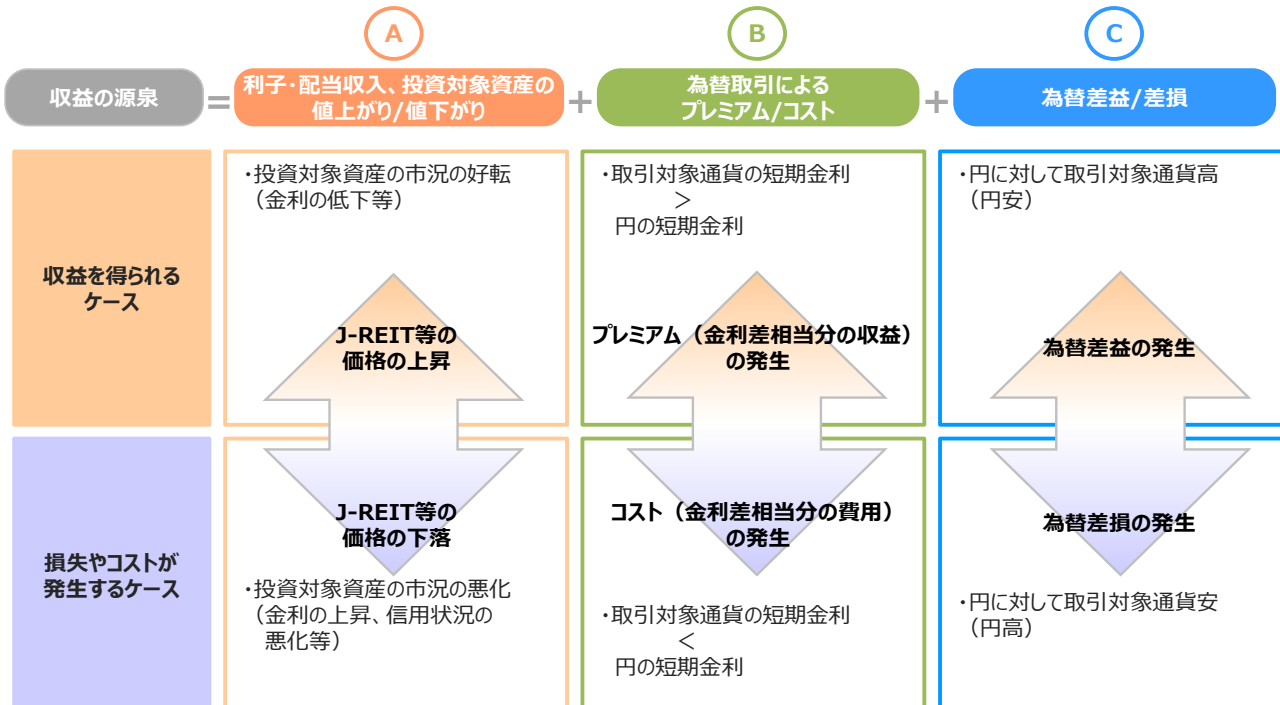 A
B
C
収益の源泉
=
利子・配当収入、投資対象資産の
値上がり/値下がり
+
為替取引による
プレミアム/コスト
+
為替差益/差損
収益を得られる
ケース
・投資対象資産の市況の好転
（金利の低下等）
J-REIT等の
価格の上昇
・取引対象通貨の短期金利
＞
円の短期金利
プレミアム（金利差相当分の収益）
の発生
・円に対して取引対象通貨高
（円安）
為替差益の発生
損失やコストが
発生するケース
J-REIT等の
価格の下落
・投資対象資産の市況の悪化
（金利の上昇、信用状況の
悪化等）
コスト（金利差相当分の費用）
の発生
・取引対象通貨の短期金利
＜
円の短期金利
為替差損の発生
・円に対して取引対象通貨安
（円高）